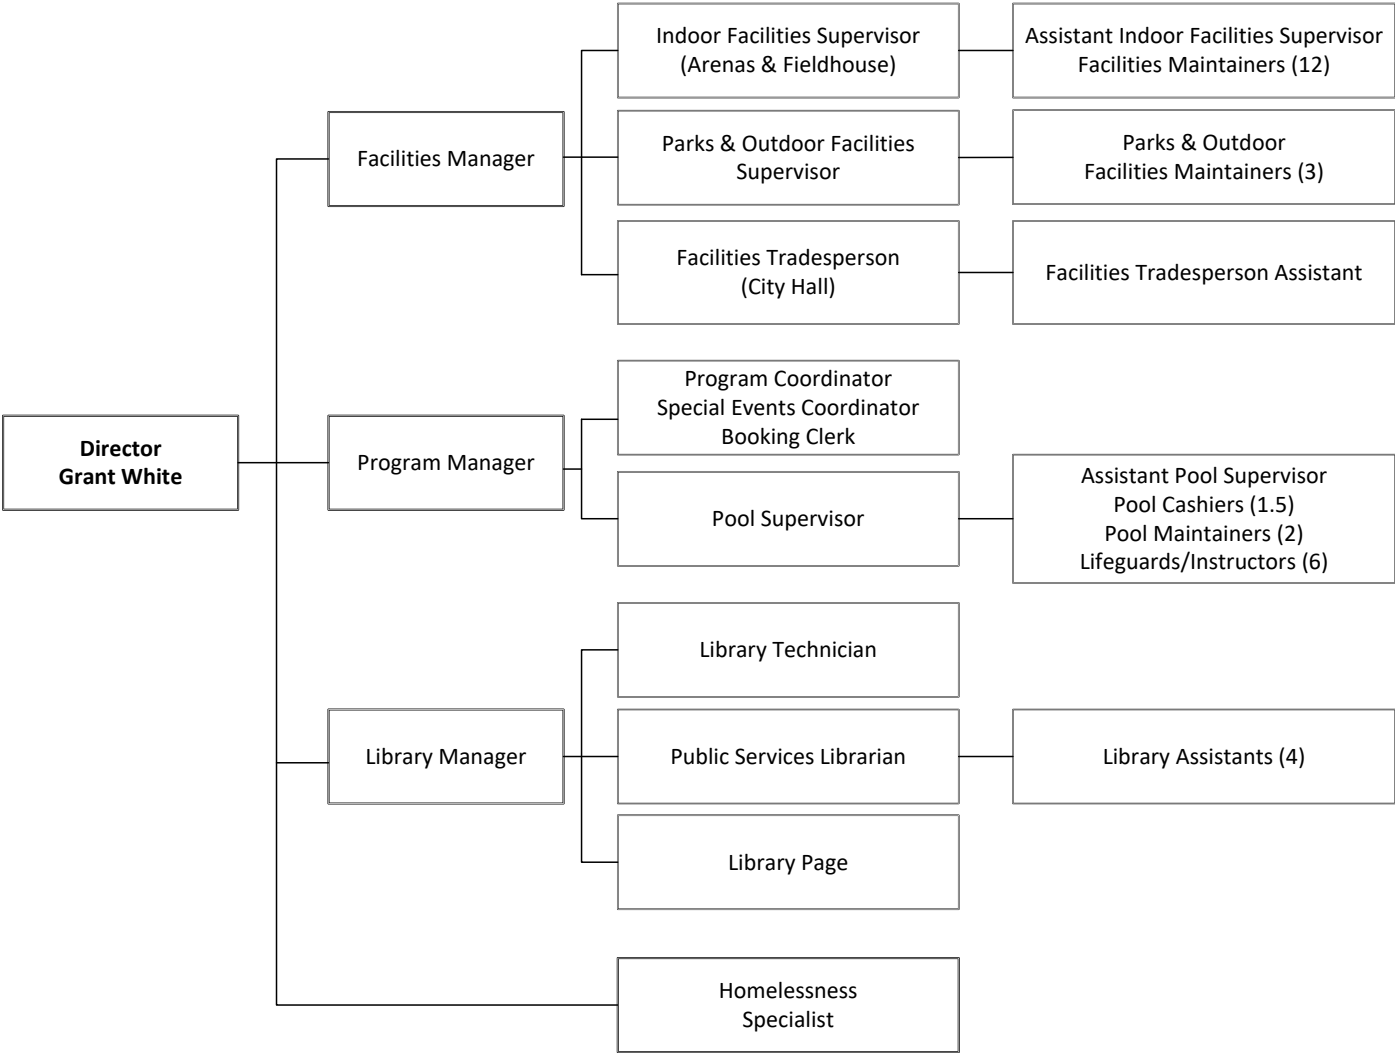 Director
Grant White
Facilities Manager
Indoor Facilities Supervisor
(Arenas & Fieldhouse)
Assistant Indoor Facilities Supervisor
Facilities Maintainers (12)
Parks & Outdoor Facilities
Supervisor
Parks & Outdoor
Facilities Maintainers (3)
Facilities Tradesperson
(City Hall)
Facilities Tradesperson Assistant
Program Manager
Program Coordinator
Special Events Coordinator
Booking Clerk
Pool Supervisor
Assistant Pool Supervisor
Pool Cashiers (1.5)
Pool Maintainers (2)
Lifeguards/Instructors (6)
Library Manager
Library Technician
Public Services Librarian
Library Assistants (4)
Library Page
Homelessness
Specialist